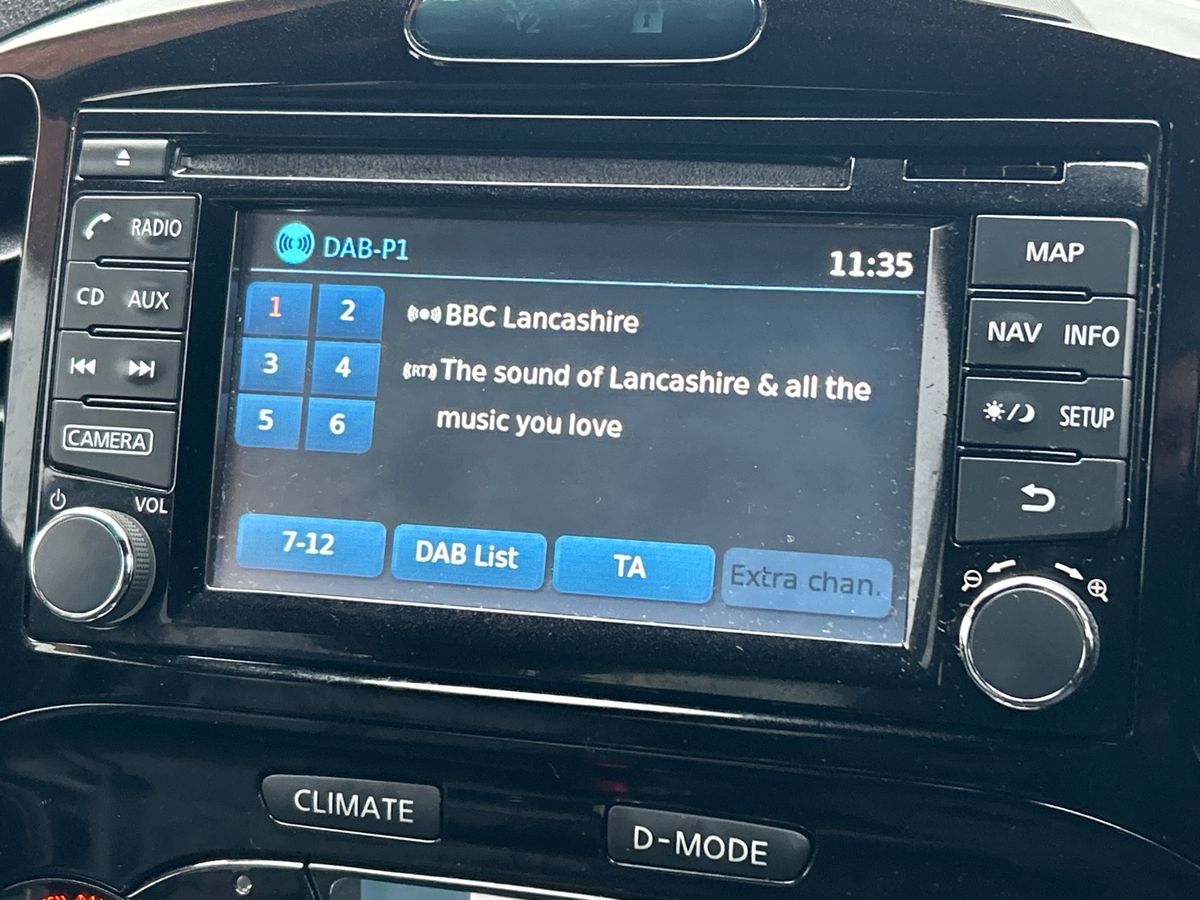 RADIO
CD AUX
CAMERA
VOL
DAB-P1
11:35
1 2
3 4
5 6
BBC Lancashire
RT The sound of Lancashire & all the
music you love
7-12 DAB List TA Extra chan.
MAP
NAV INFO
SETUP
CLIMATE
D-MODE